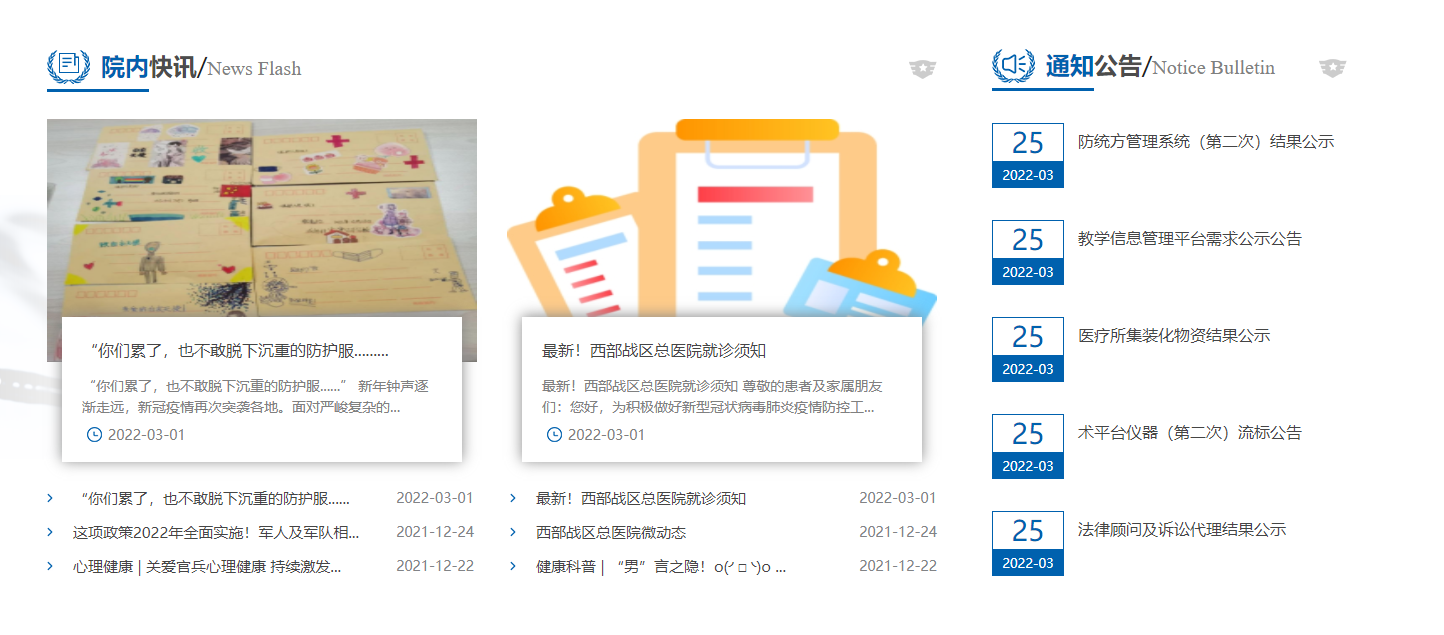 院内快讯/News Flash
“你们累了，也不敢脱下沉重的防护服.........
“你们累了，也不敢脱下沉重的防护服......” 新年钟声逐
渐走远，新冠疫情再次突袭各地。面对严峻复杂的...
2022-03-01
最新！西部战区总医院就诊须知
最新！西部战区总医院就诊须知 尊敬的患者及家属朋友
们：您好，为积极做好新型冠状病毒肺炎疫情防控工...
2022-03-01
“你们累了，也不敢脱下沉重的防护服...... 2022-03-01
这项政策2022年全面实施！军人及军队相... 2021-12-24
心理健康 | 关爱官兵心理健康 持续激发... 2021-12-22
最新！西部战区总医院就诊须知 2022-03-01
西部战区总医院微动态 2021-12-24
健康科普 | “男”言之隐！o(╯□╰)o ... 2021-12-22
通知公告/Notice Bulletin
25
2022-03
防统方管理系统（第二次）结果公示
25
2022-03
教学信息管理平台需求公示公告
25
2022-03
医疗所集装化物资结果公示
25
2022-03
术平台仪器（第二次）流标公告
25
2022-03
法律顾问及诉讼代理结果公示